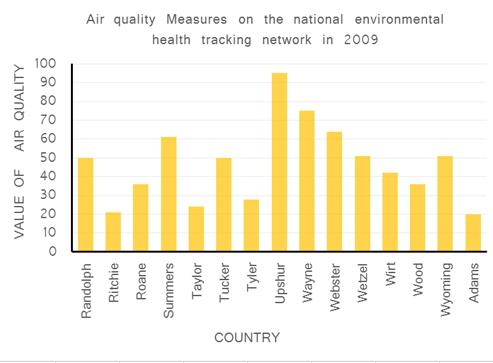 Air quality Measures on the national environmental
health tracking network in 2009
VALUE OF AIR QUALITY
100
90
80
70
60
50
40
30
20
10
0
Randolph
Ritchie
Roane
Summers
Taylor
Tucker
Tyler
Upshur
Wayne
Webster
Wetzel
Wirt
Wood
Wyoming
Adams
COUNTRY